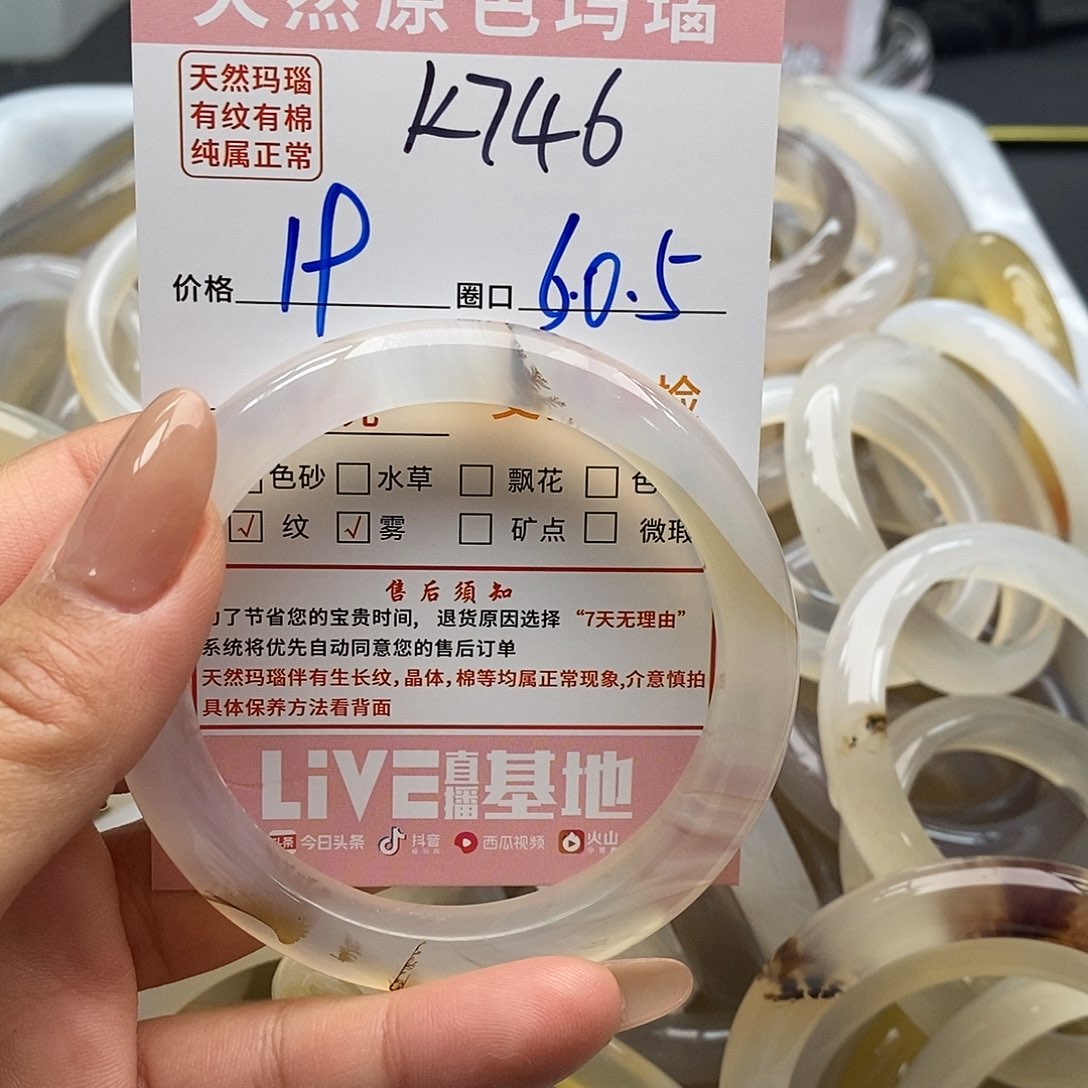 天然原色玛瑙
天然玛瑙
有纹有棉
纯属正常
K746
价格 1P 圈口 60.5
检
色砂 水草 飘花 色
√ 纹 √ 雾 矿点 微瑕
售后须知
了节省您的宝贵时间, 退货原因选择 “7天无理由”
系统将优先自动同意您的售后订单
天然玛瑙伴有生长纹,晶体,棉等均属正常现象,介意慎拍
具体保养方法看背面
LiVE直播基地
头条 今日头条 抖音 西瓜视频 火山